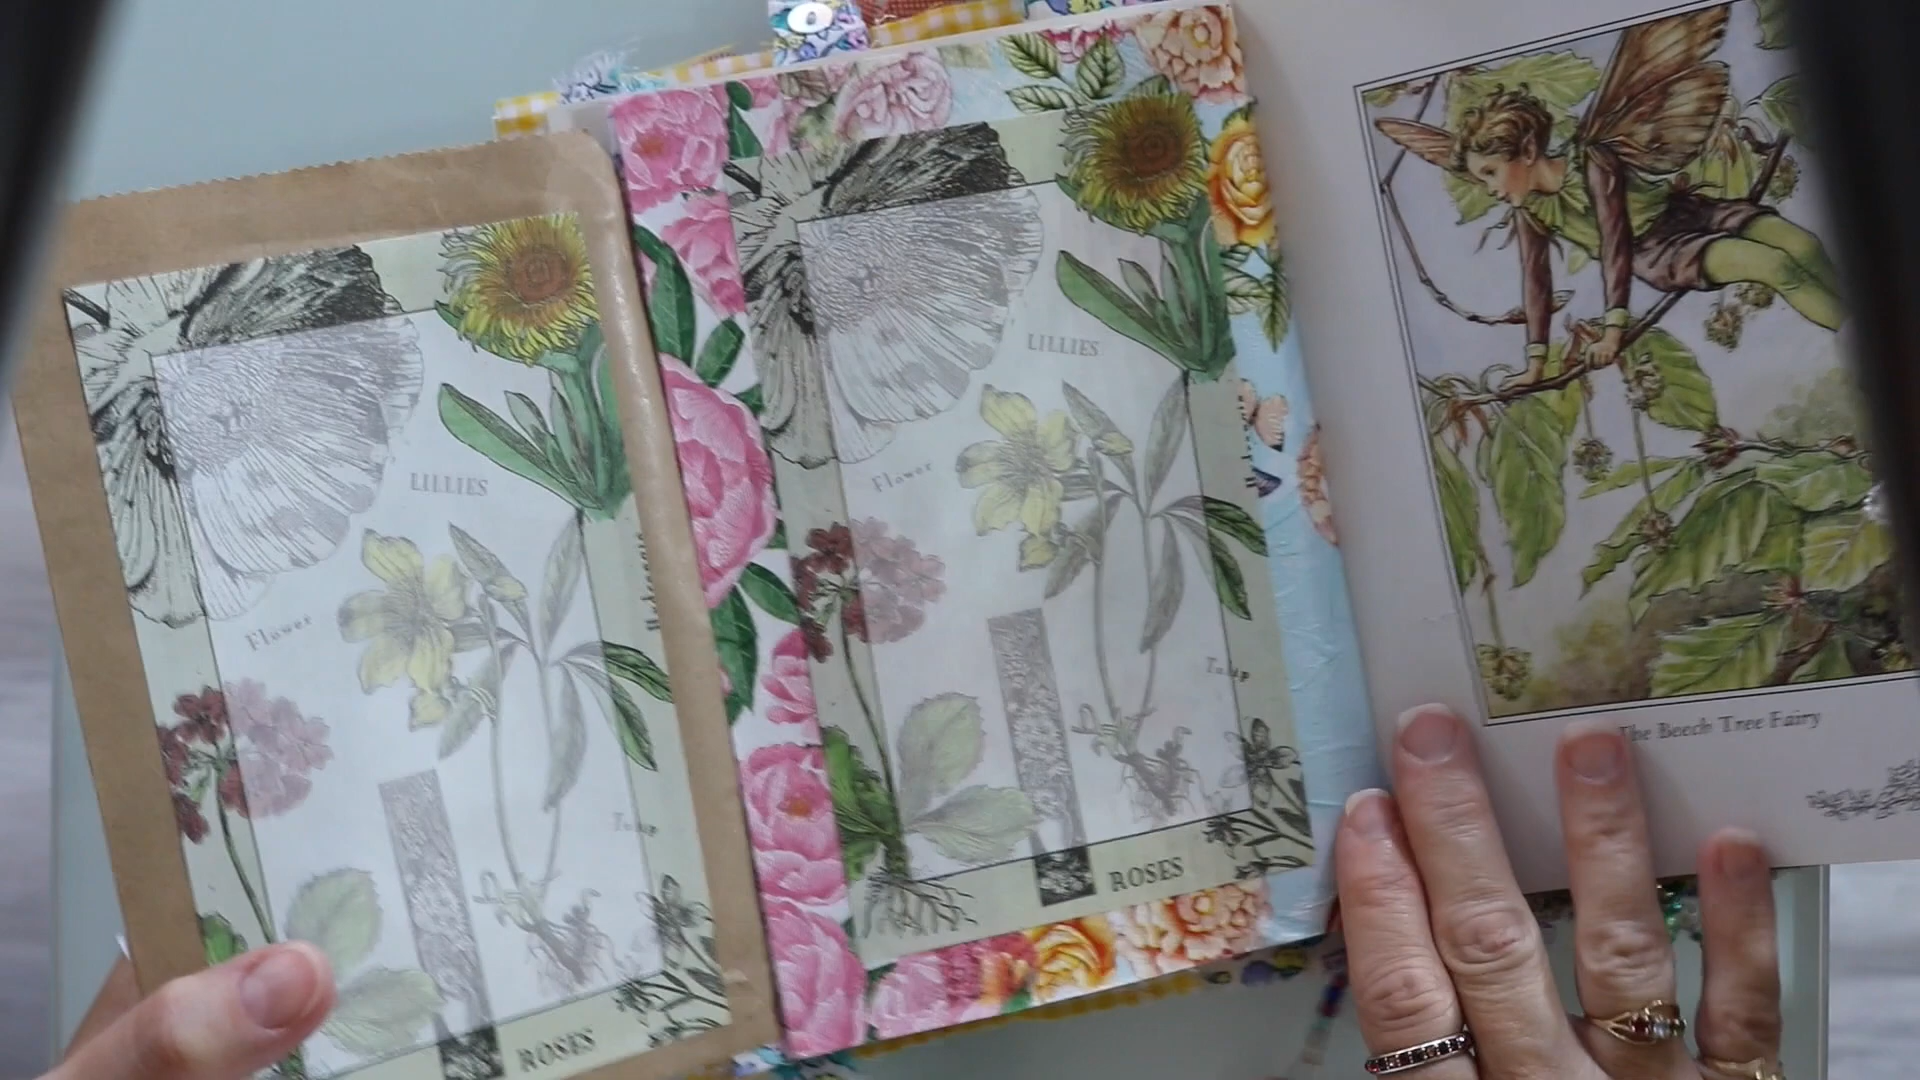 LILLIES
Flower
Tulip
ROSES
LILLIES
Flower
Tulip
ROSES
The Beech Tree Fairy